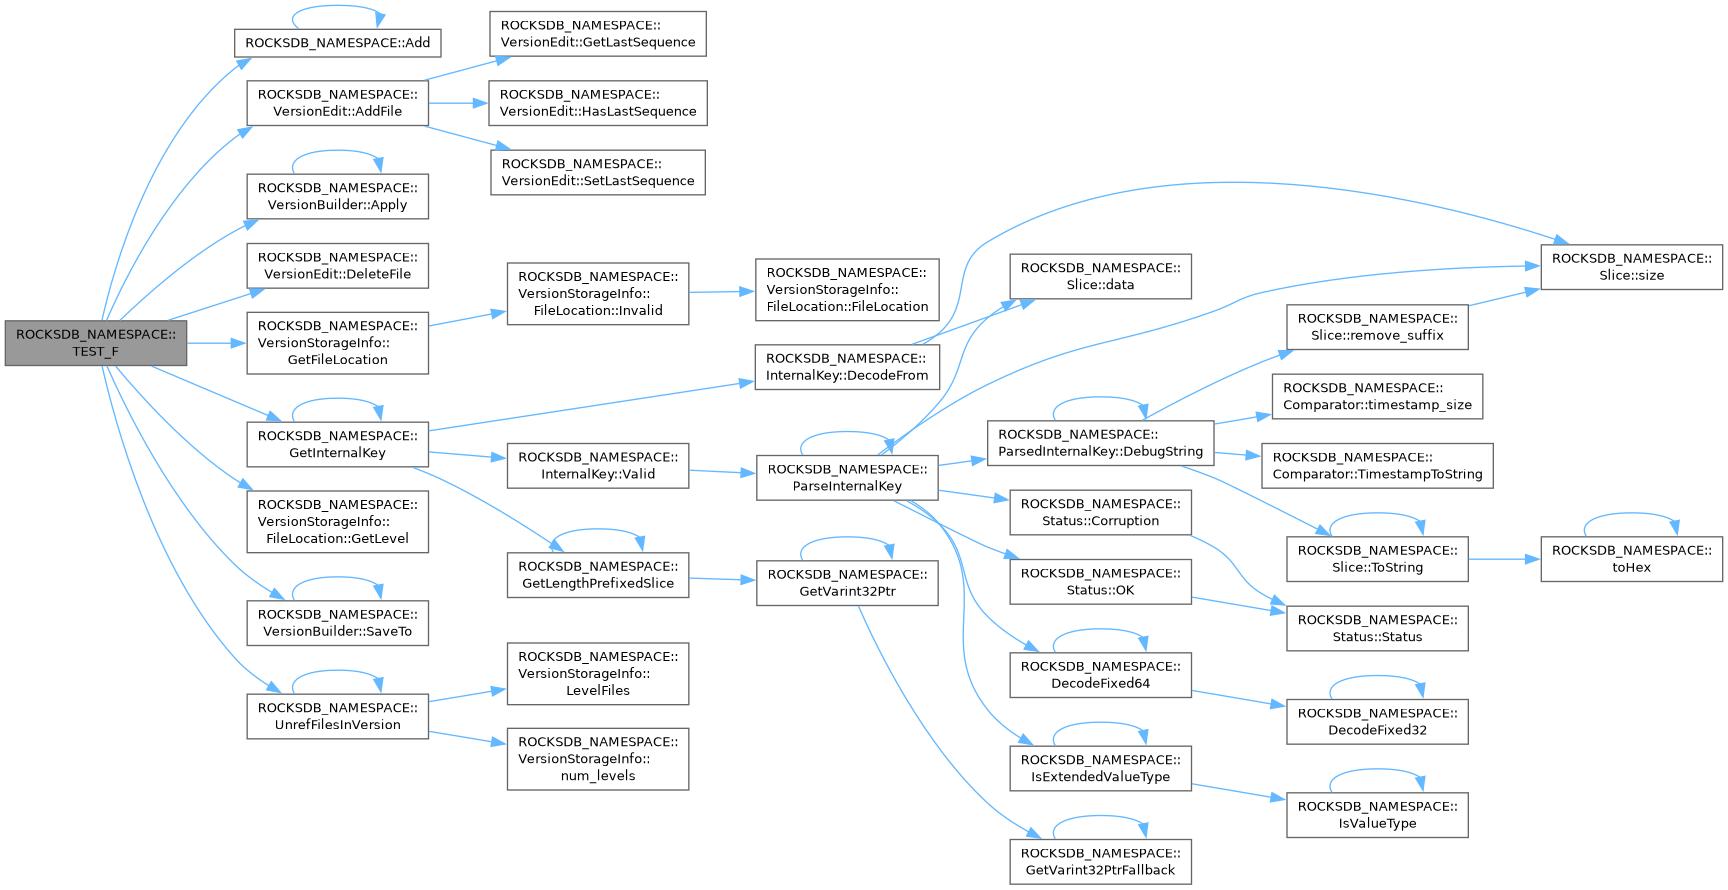 ROCKSDB_NAMESPACE::
TEST_F
ROCKSDB_NAMESPACE::Add
ROCKSDB_NAMESPACE::
VersionEdit::AddFile
ROCKSDB_NAMESPACE::
VersionBuilder::Apply
ROCKSDB_NAMESPACE::
VersionEdit::DeleteFile
ROCKSDB_NAMESPACE::
VersionStorageInfo::
GetFileLocation
ROCKSDB_NAMESPACE::
GetInternalKey
ROCKSDB_NAMESPACE::
VersionStorageInfo::
FileLocation::GetLevel
ROCKSDB_NAMESPACE::
VersionBuilder::SaveTo
ROCKSDB_NAMESPACE::
UnrefFilesInVersion
ROCKSDB_NAMESPACE::
VersionEdit::GetLastSequence
ROCKSDB_NAMESPACE::
VersionEdit::HasLastSequence
ROCKSDB_NAMESPACE::
VersionEdit::SetLastSequence
ROCKSDB_NAMESPACE::
VersionStorageInfo::
FileLocation::Invalid
ROCKSDB_NAMESPACE::
InternalKey::Valid
ROCKSDB_NAMESPACE::
GetLengthPrefixedSlice
ROCKSDB_NAMESPACE::
VersionStorageInfo::
LevelFiles
ROCKSDB_NAMESPACE::
VersionStorageInfo::
num_levels
ROCKSDB_NAMESPACE::
VersionStorageInfo::
FileLocation::FileLocation
ROCKSDB_NAMESPACE::
InternalKey::DecodeFrom
ROCKSDB_NAMESPACE::
ParseInternalKey
ROCKSDB_NAMESPACE::
GetVarint32Ptr
ROCKSDB_NAMESPACE::
Slice::data
ROCKSDB_NAMESPACE::
ParsedInternalKey::DebugString
ROCKSDB_NAMESPACE::
Status::Corruption
ROCKSDB_NAMESPACE::
Status::OK
ROCKSDB_NAMESPACE::
DecodeFixed64
ROCKSDB_NAMESPACE::
IsExtendedValueType
ROCKSDB_NAMESPACE::
GetVarint32PtrFallback
ROCKSDB_NAMESPACE::
Slice::remove_suffix
ROCKSDB_NAMESPACE::
Comparator::timestamp_size
ROCKSDB_NAMESPACE::
Comparator::TimestampToString
ROCKSDB_NAMESPACE::
Slice::ToString
ROCKSDB_NAMESPACE::
Status::Status
ROCKSDB_NAMESPACE::
DecodeFixed32
ROCKSDB_NAMESPACE::
IsValueType
ROCKSDB_NAMESPACE::
Slice::size
ROCKSDB_NAMESPACE::
toHex